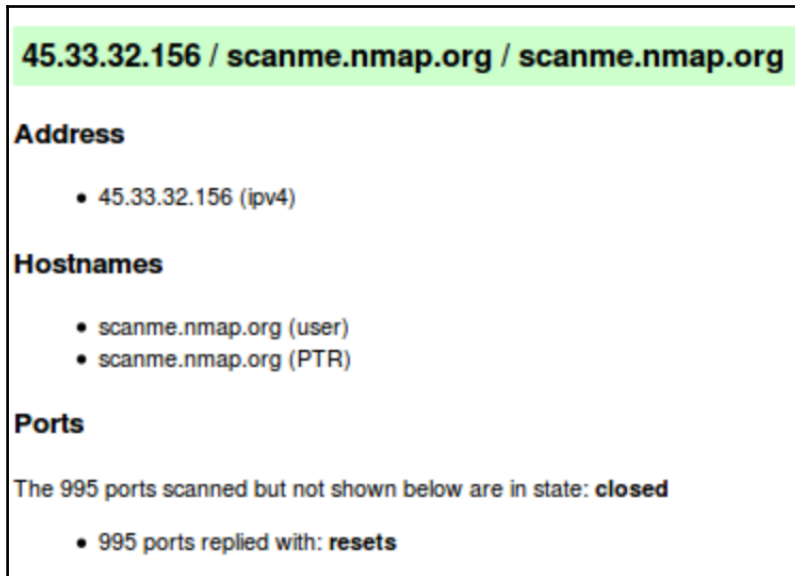 45.33.32.156 / scanme.nmap.org / scanme.nmap.org
Address
• 45.33.32.156 (ipv4)
Hostnames
• scanme.nmap.org (user)
• scanme.nmap.org (PTR)
Ports
The 995 ports scanned but not shown below are in state: closed
• 995 ports replied with: resets